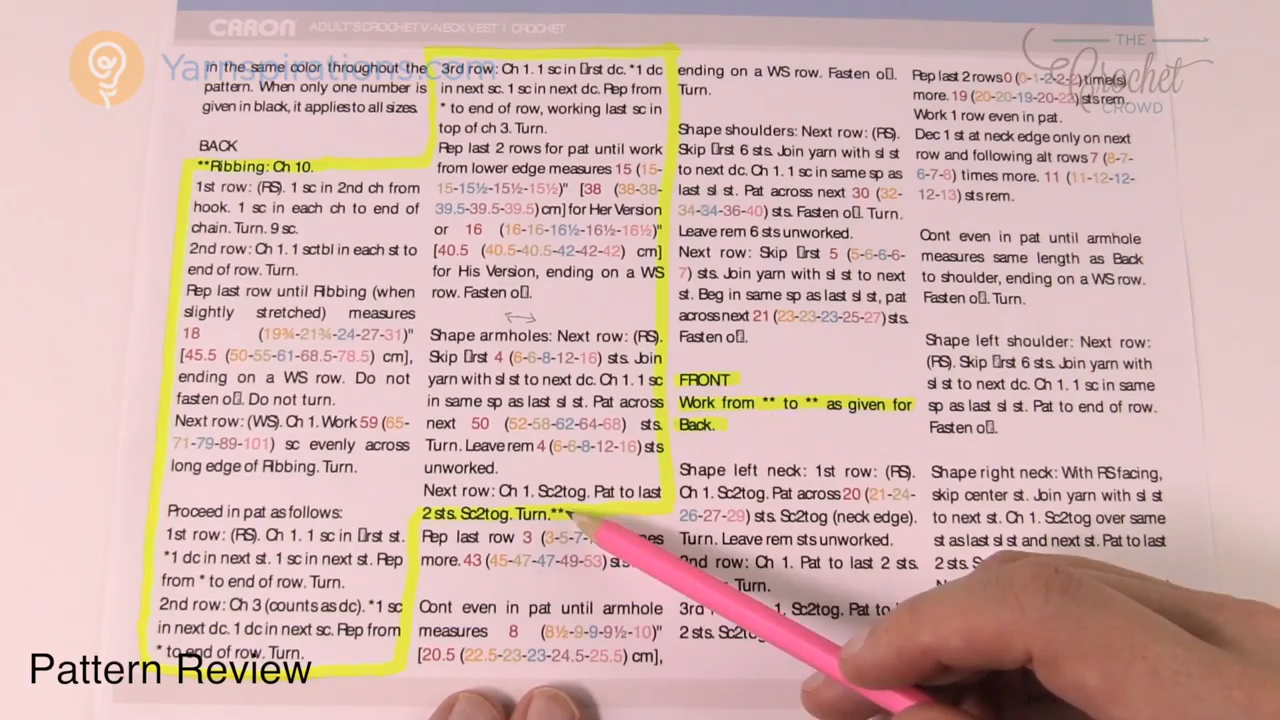 CARON ADULT'S CROCHET V-NECK VEST | CROCHET
Yarnspirations.com
THE
Crochet
CROWD
in the same color throughout the
pattern. When only one number is
given in black, it applies to all sizes.
BACK
**Ribbing: Ch 10.
1st row: (RS). 1 sc in 2nd ch from
hook. 1 sc in each ch to end of
chain. Turn. 9 sc.
2nd row: Ch 1. 1 sctbl in each st to
end of row. Turn.
Rep last row until Ribbing (when
slightly stretched) measures
18 (19¾-21¾-24-27-31)"
[45.5 (50-55-61-68.5-78.5) cm],
ending on a WS row. Do not
fasten o▯. Do not turn.
Next row: (WS). Ch 1. Work 59 (65-
71-79-89-101) sc evenly across
long edge of Ribbing. Turn.
Proceed in pat as follows:
1st row: (RS). Ch 1. 1 sc in ▯rst st.
*1 dc in next st. 1 sc in next st. Rep
from * to end of row. Turn.
2nd row: Ch 3 (counts as dc). *1 sc
in next dc. 1 dc in next sc. Rep from
* to end of row. Turn.
3rd row: Ch 1. 1 sc in ▯rst dc. *1 dc
in next sc. 1 sc in next dc. Rep from
* to end of row, working last sc in
top of ch 3. Turn.
Rep last 2 rows for pat until work
from lower edge measures 15 (15-
15-15½-15½-15½)" [38 (38-38-
39.5-39.5-39.5) cm] for Her Version
or 16 (16-16-16½-16½-16½)"
[40.5 (40.5-40.5-42-42-42) cm]
for His Version, ending on a WS
row. Fasten o▯.
Shape armholes: Next row: (RS).
Skip ▯rst 4 (6-6-8-12-16) sts. Join
yarn with sl st to next dc. Ch 1. 1 sc
in same sp as last sl st. Pat across
next 50 (52-58-62-64-68) sts.
Turn. Leave rem 4 (6-6-8-12-16) sts
unworked.
Next row: Ch 1. Sc2tog. Pat to last
2 sts. Sc2tog. Turn.**
Rep last row 3 (3-5-7-
more. 43 (45-47-47-49-53)
Cont even in pat until armhole
measures 8 (8½-9-9-9½-10)"
[20.5 (22.5-23-23-24.5-25.5) cm],
ending on a WS row. Fasten o▯.
Turn.
Shape shoulders: Next row: (RS).
Skip ▯rst 6 sts. Join yarn with sl st
to next dc. Ch 1. 1 sc in same sp as
last sl st. Pat across next 30 (32-
34-34-36-40) sts. Fasten o▯. Turn.
Leave rem 6 sts unworked.
Next row: Skip ▯rst 5 (5-6-6-6-
7) sts. Join yarn with sl st to next
st. Beg in same sp as last sl st, pat
across next 21 (23-23-23-25-27) sts.
Fasten o▯.
FRONT
Work from ** to ** as given for
Back.
Shape left neck: 1st row: (RS).
Ch 1. Sc2tog. Pat across 20 (21-24-
26-27-29) sts. Sc2tog (neck edge).
Turn. Leave rem sts unworked.
2nd row: Ch 1. Pat to last 2 sts.
Turn.
3rd 1. Sc2tog. Pat to
2 sts.
Rep last 2 rows 0 (0-1-2-2-2) time(s)
more. 19 (20-20-19-20-22) sts rem.
Work 1 row even in pat.
Dec 1 st at neck edge only on next
row and following alt rows 7 (8-7-
6-7-8) times more. 11 (11-12-12-
12-13) sts rem.
Cont even in pat until armhole
measures same length as Back
to shoulder, ending on a WS row.
Fasten o▯. Turn.
Shape left shoulder: Next row:
(RS). Skip ▯rst 6 sts. Join yarn with
sl st to next dc. Ch 1. 1 sc in same
sp as last sl st. Pat to end of row.
Fasten o▯.
Shape right neck: With RS facing,
skip center st. Join yarn with sl st
to next st. Ch 1. Sc2tog over same
st as last sl st and next st. Pat to last
2 sts.
Pattern Review